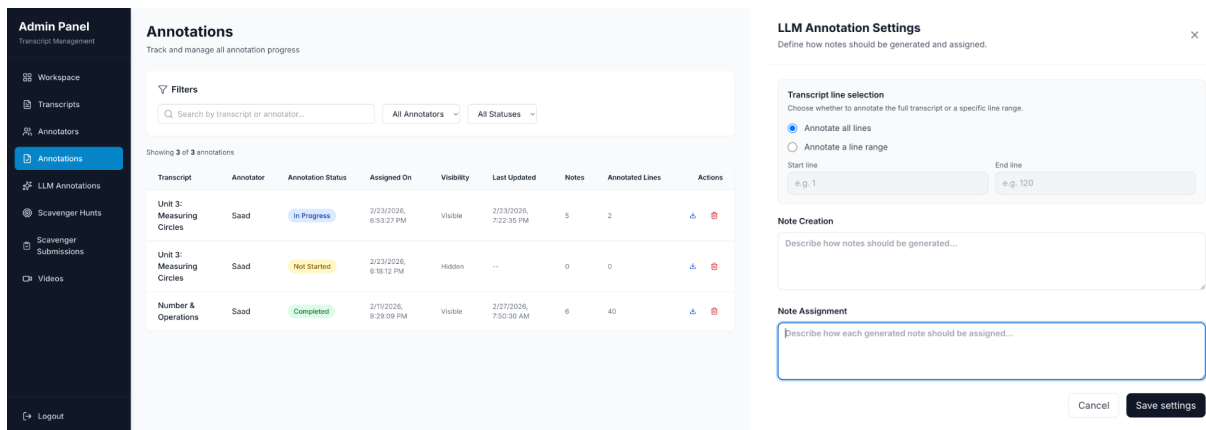 Admin Panel
Transcript Management
Workspace
Transcripts
Annotators
Annotations
LLM Annotations
Scavenger Hunts
Scavenger
Submissions
Videos
Logout
Annotations
Track and manage all annotation progress
Filters
Search by transcript or annotator...
All Annotators
All Statuses
Showing 3 of 3 annotations
Transcript Annotator Annotation Status Assigned On Visibility Last Updated Notes Annotated Lines Actions
Unit 3:
Measuring
Circles
Saad In Progress 2/23/2026,
6:53:27 PM Visible 2/23/2026,
7:22:35 PM 5 2
Unit 3:
Measuring
Circles
Saad Not Started 2/23/2026,
6:18:12 PM Hidden -- 0 0
Number &
Operations
Saad Completed 2/11/2026,
9:29:09 PM Visible 2/27/2026,
7:50:30 AM 6 40
LLM Annotation Settings
Define how notes should be generated and assigned.
Transcript line selection
Choose whether to annotate the full transcript or a specific line range.
Annotate all lines
Annotate a line range
Start line End line
e.g. 1 e.g. 120
Note Creation
Describe how notes should be generated...
Note Assignment
Describe how each generated note should be assigned...
Cancel Save settings